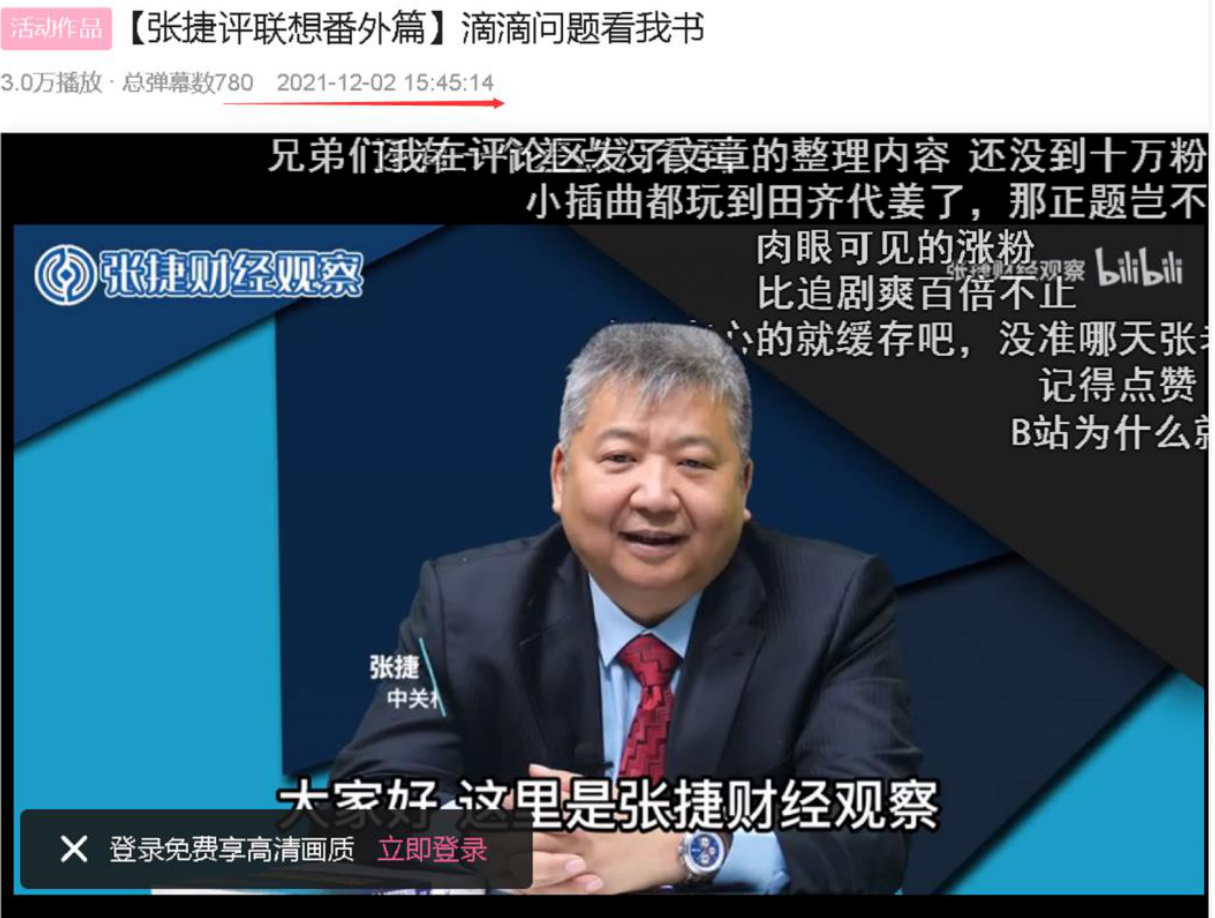 活动作品 【张捷评联想番外篇】滴滴问题看我书
3.0万播放 · 总弹幕数780 2021-12-02 15:45:14
兄弟们我在评论区发了文章的整理内容 还没到十万粉
小插曲都玩到田齐代姜了，那正题岂不
肉眼可见的涨粉
张捷财经观察
张捷财经观察 bilibili
比追剧爽百倍不止
心的就缓存吧，没准哪天张
记得点赞
B站为什么
张捷
中关
大家好 这里是张捷财经观察
登录免费享高清画质 立即登录